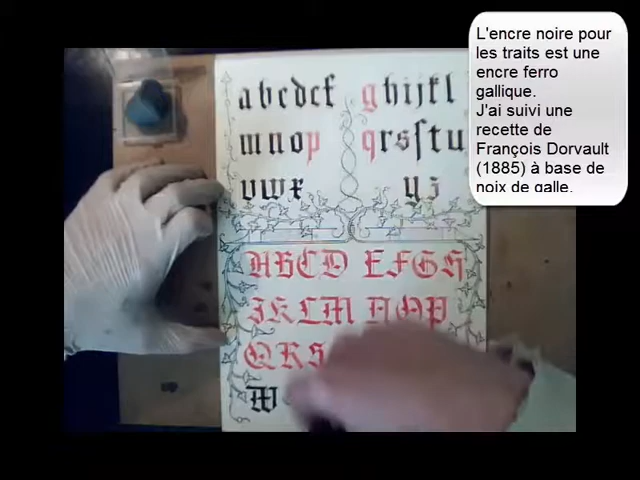 L'encre noire pour
les traits est une
encre ferro
gallique.
J'ai suivi une
recette de
François Dorvault
(1885) à base de
noix de galle.
abcdef ghijkl
mnop qrsſtu
vwx yz
ABCD EFGH
IKLM NOP
QRS
W